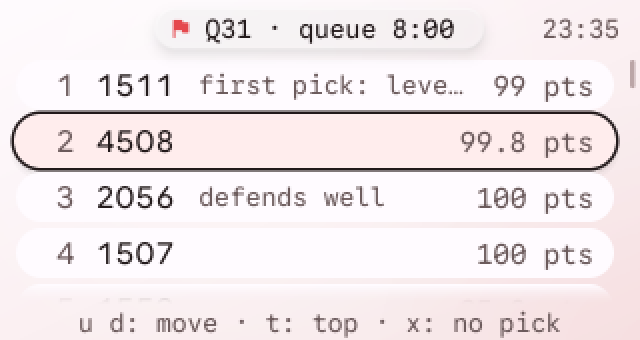 Q31 · queue 8:00
23:35
1 1511 first pick: leve… 99 pts
2 4508 99.8 pts
3 2056 defends well 100 pts
4 1507 100 pts
u d: move · t: top · x: no pick